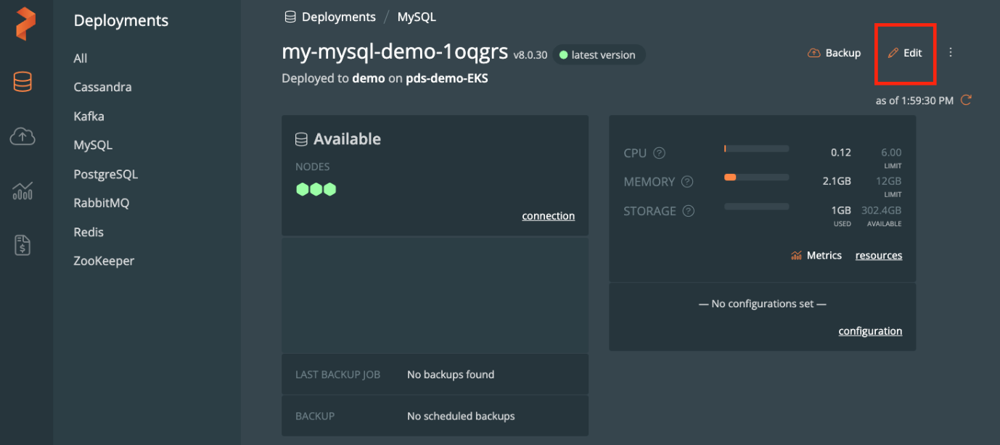 Deployments
All
Cassandra
Kafka
MySQL
PostgreSQL
RabbitMQ
Redis
ZooKeeper
Deployments / MySQL
my-mysql-demo-1oqgrs v8.0.30 latest version
Deployed to demo on pds-demo-EKS
Backup
Edit
as of 1:59:30 PM
Available
NODES
connection
LAST BACKUP JOB No backups found
BACKUP No scheduled backups
CPU ? 0.12 6.00
LIMIT
MEMORY ? 2.1GB 12GB
LIMIT
STORAGE ? 1GB 302.4GB
USED AVAILABLE
Metrics resources
— No configurations set —
configuration